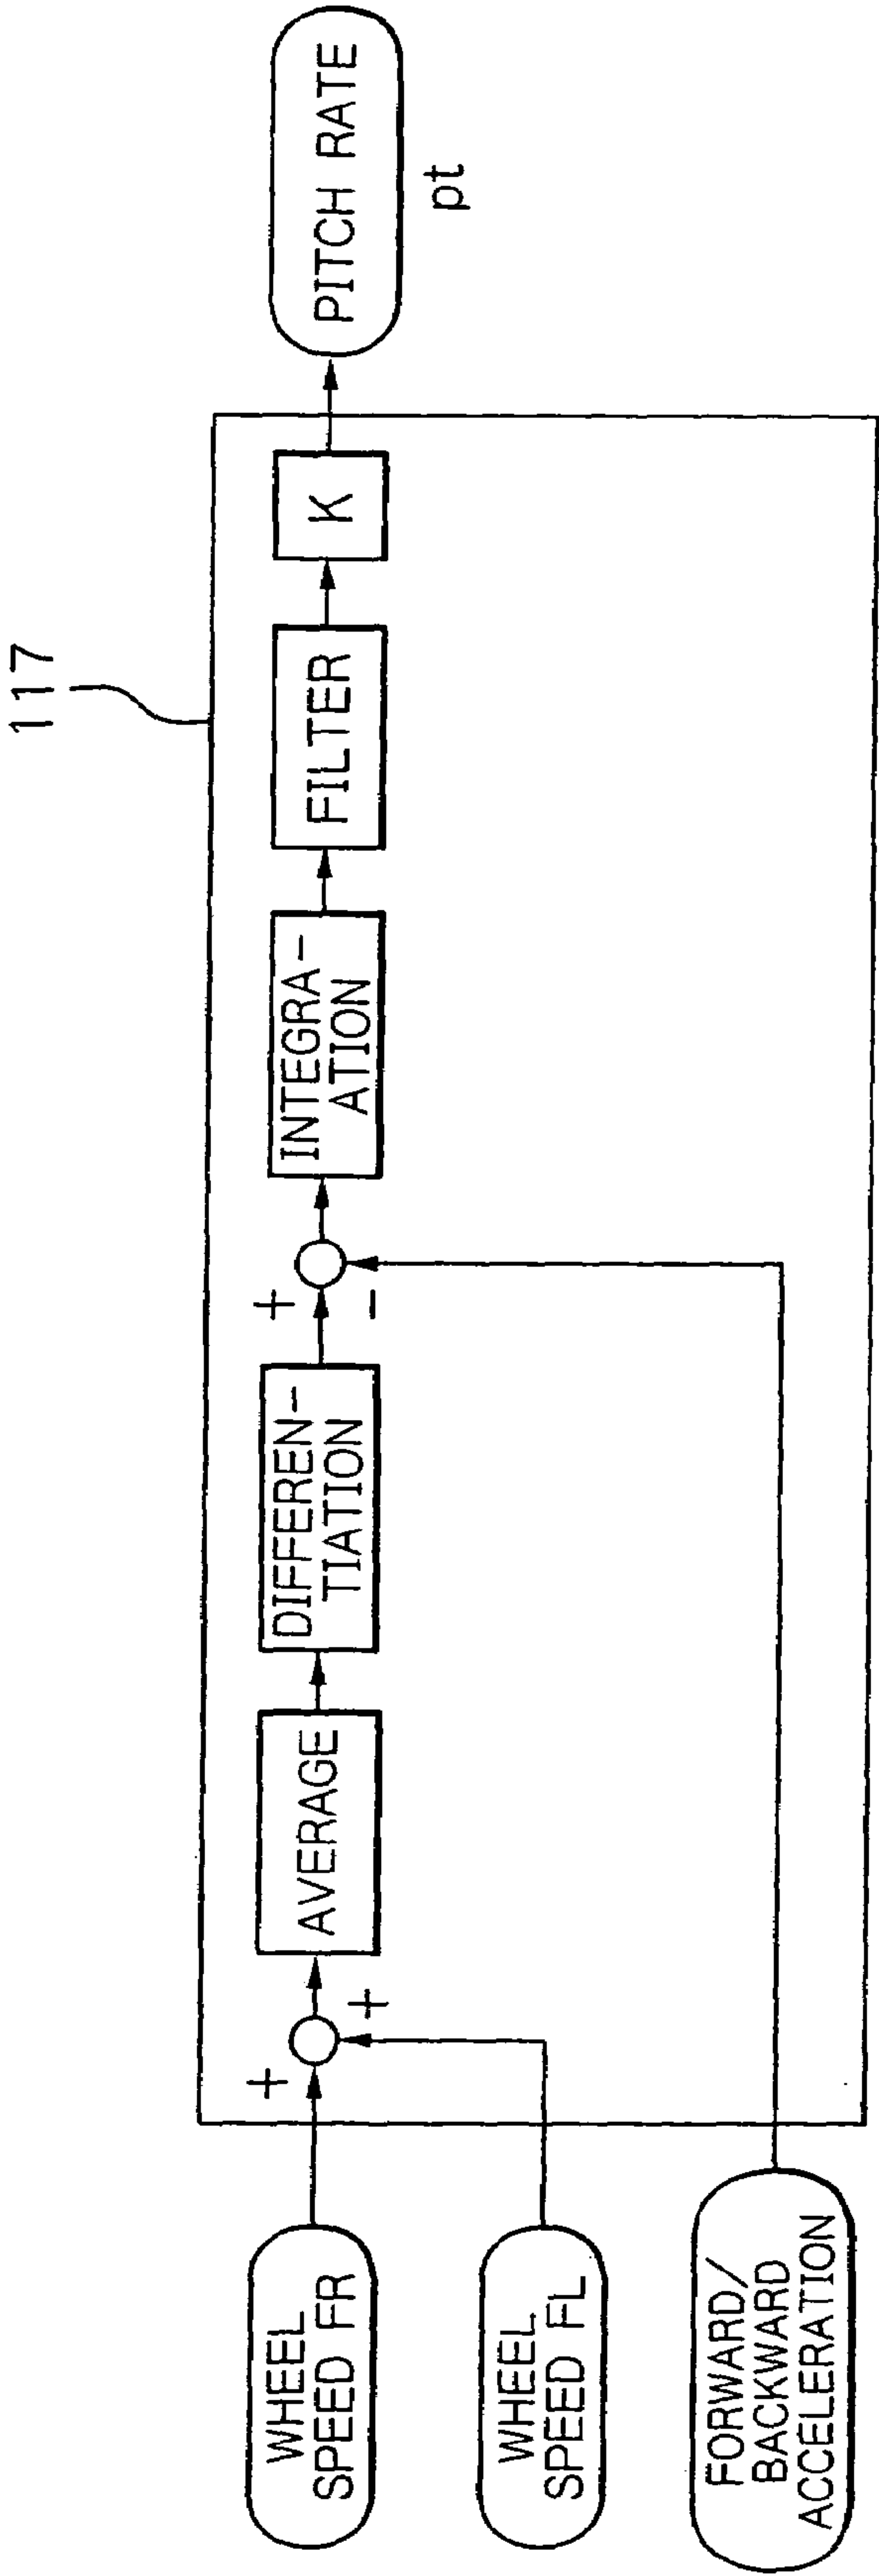 117
WHEEL
SPEED FR
+
+
AVERAGE
DIFFEREN-
TIATION
+
-
INTEGRA-
ATION
FILTER
K
PITCH RATE
pt
WHEEL
SPEED FL
FORWARD/
BACKWARD
ACCELERATION